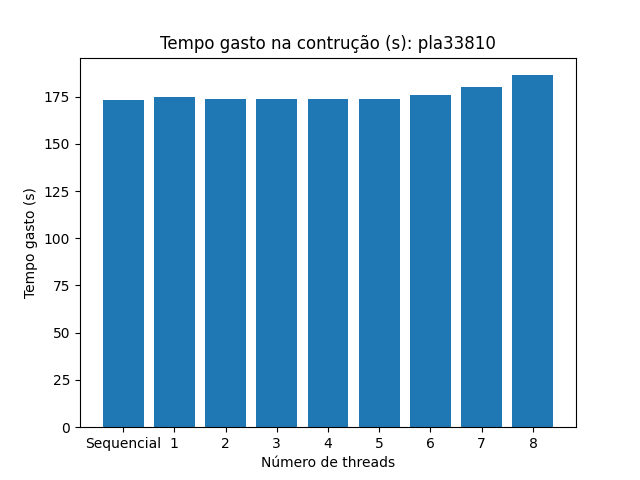 Tempo gasto na contrução (s): pla33810
Tempo gasto (s)
175
150
125
100
75
50
25
0
Sequencial 1 2 3 4 5 6 7 8
Número de threads